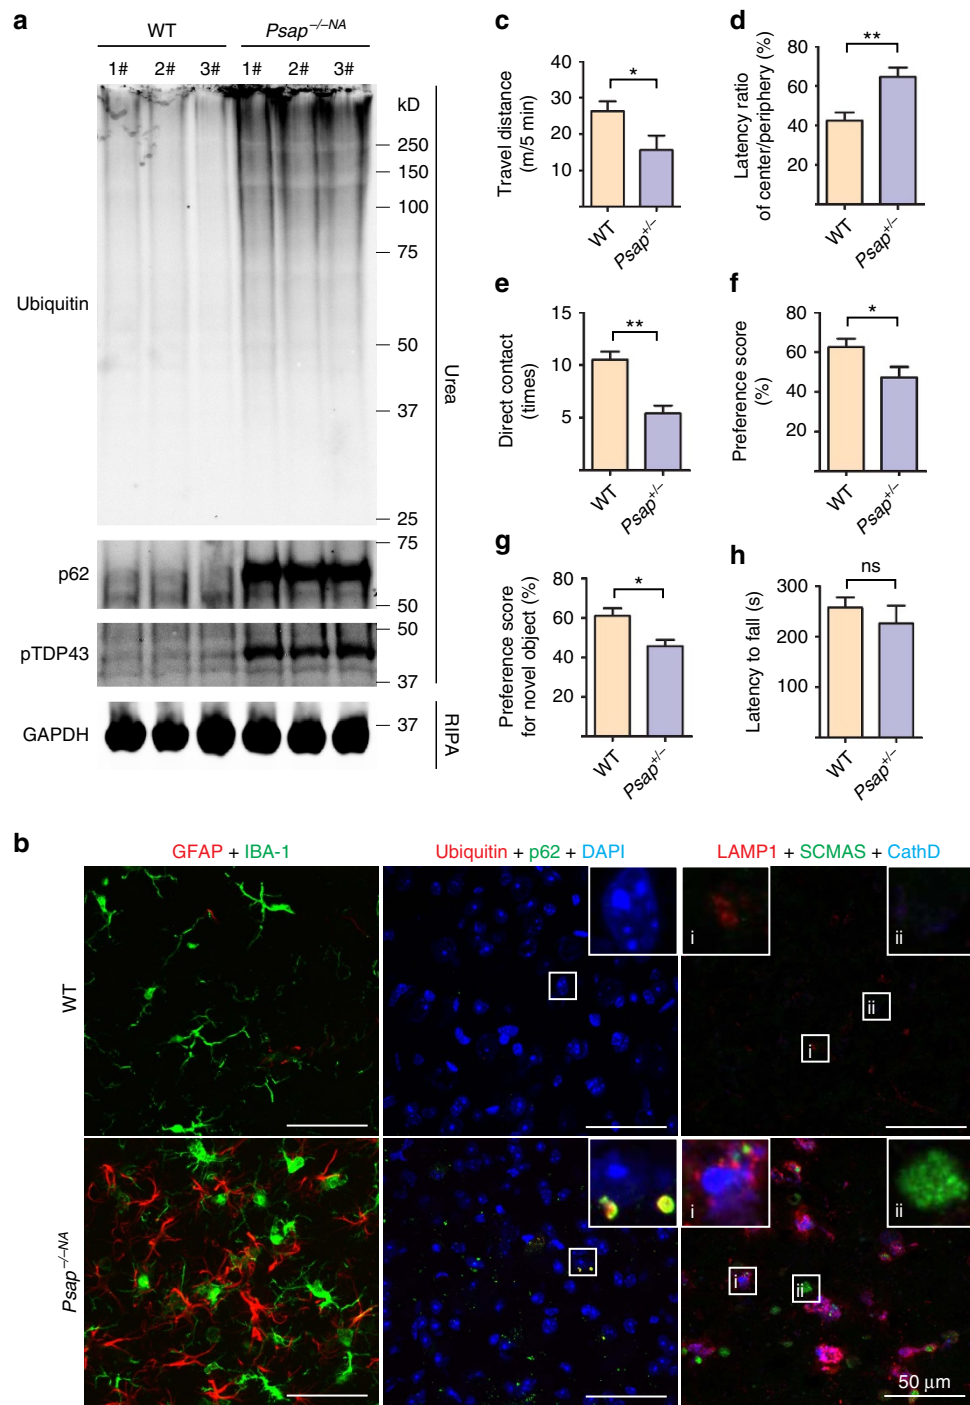 a
WT Psap−/−NA
1# 2# 3# 1# 2# 3#
kD
250
150
100
75
50
37
25
Ubiquitin
Urea
75
p62
50
50
pTDP43
37
37
GAPDH
RIPA
c
Travel distance
(m/5 min)
40
30
20
10
*
WT
Psap+/−
d
Latency ratio
of center/periphery (%)
80
60
40
20
**
WT
Psap+/−
e
Direct contact
(times)
15
10
5
**
WT
Psap+/−
f
Preference score
(%)
80
60
40
20
*
WT
Psap+/−
g
Preference score
for novel object (%)
80
60
40
20
*
WT
Psap+/−
h
Latency to fall (s)
300
200
100
ns
WT
Psap+/−
b
GFAP + IBA-1
Ubiquitin + p62 + DAPI
LAMP1 + SCMAS + CathD
WT
i
ii
ii
i
Psap−/−NA
i
ii
i
ii
50 µm